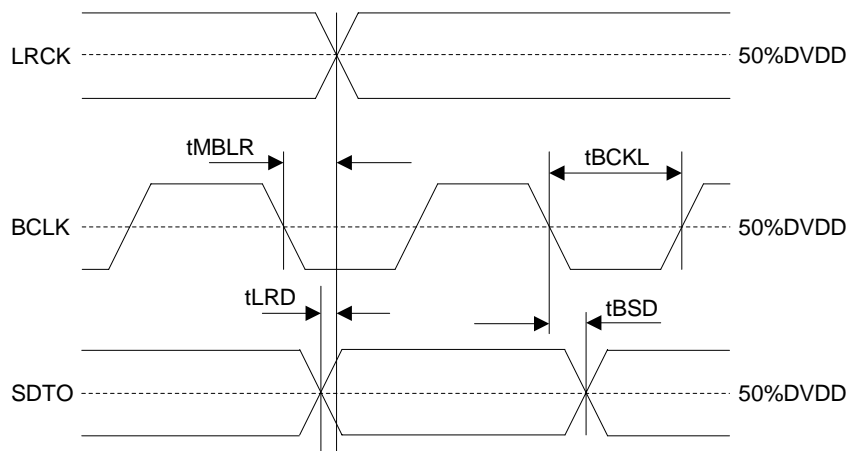 LRCK 50%DVDD
tMBLR tBCKL
BCLK 50%DVDD
tLRD tBSD
SDTO 50%DVDD